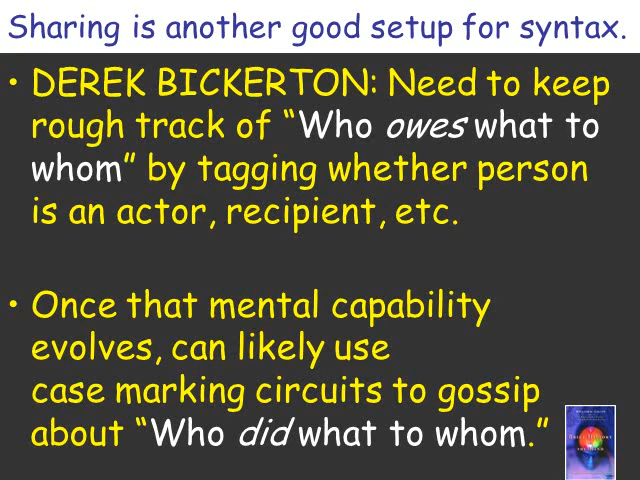 Sharing is another good setup for syntax.
• DEREK BICKERTON: Need to keep
rough track of “Who owes what to
whom” by tagging whether person
is an actor, recipient, etc.
• Once that mental capability
evolves, can likely use
case marking circuits to gossip
about “Who did what to whom.”